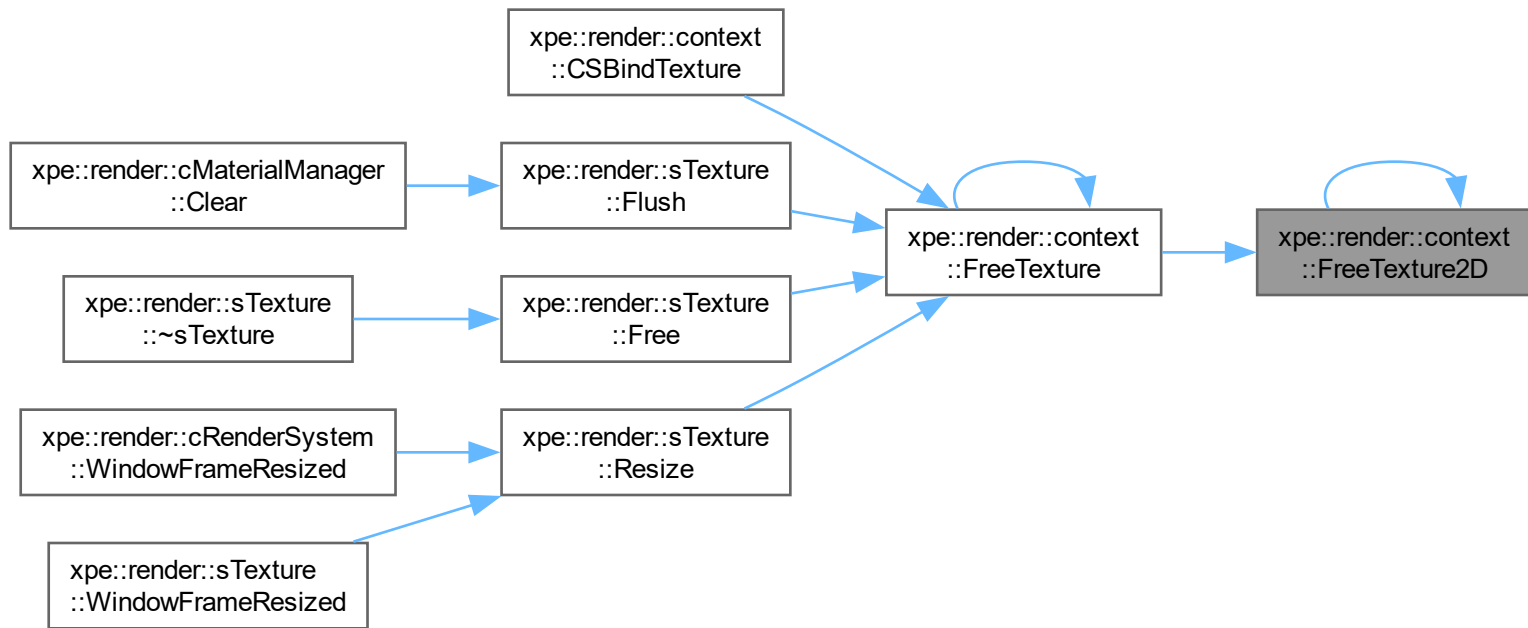 xpe::render::context
::CSBindTexture
xpe::render::cMaterialManager
::Clear
xpe::render::sTexture
::Flush
xpe::render::context
::FreeTexture
xpe::render::context
::FreeTexture2D
xpe::render::sTexture
::~sTexture
xpe::render::sTexture
::Free
xpe::render::cRenderSystem
::WindowFrameResized
xpe::render::sTexture
::Resize
xpe::render::sTexture
::WindowFrameResized